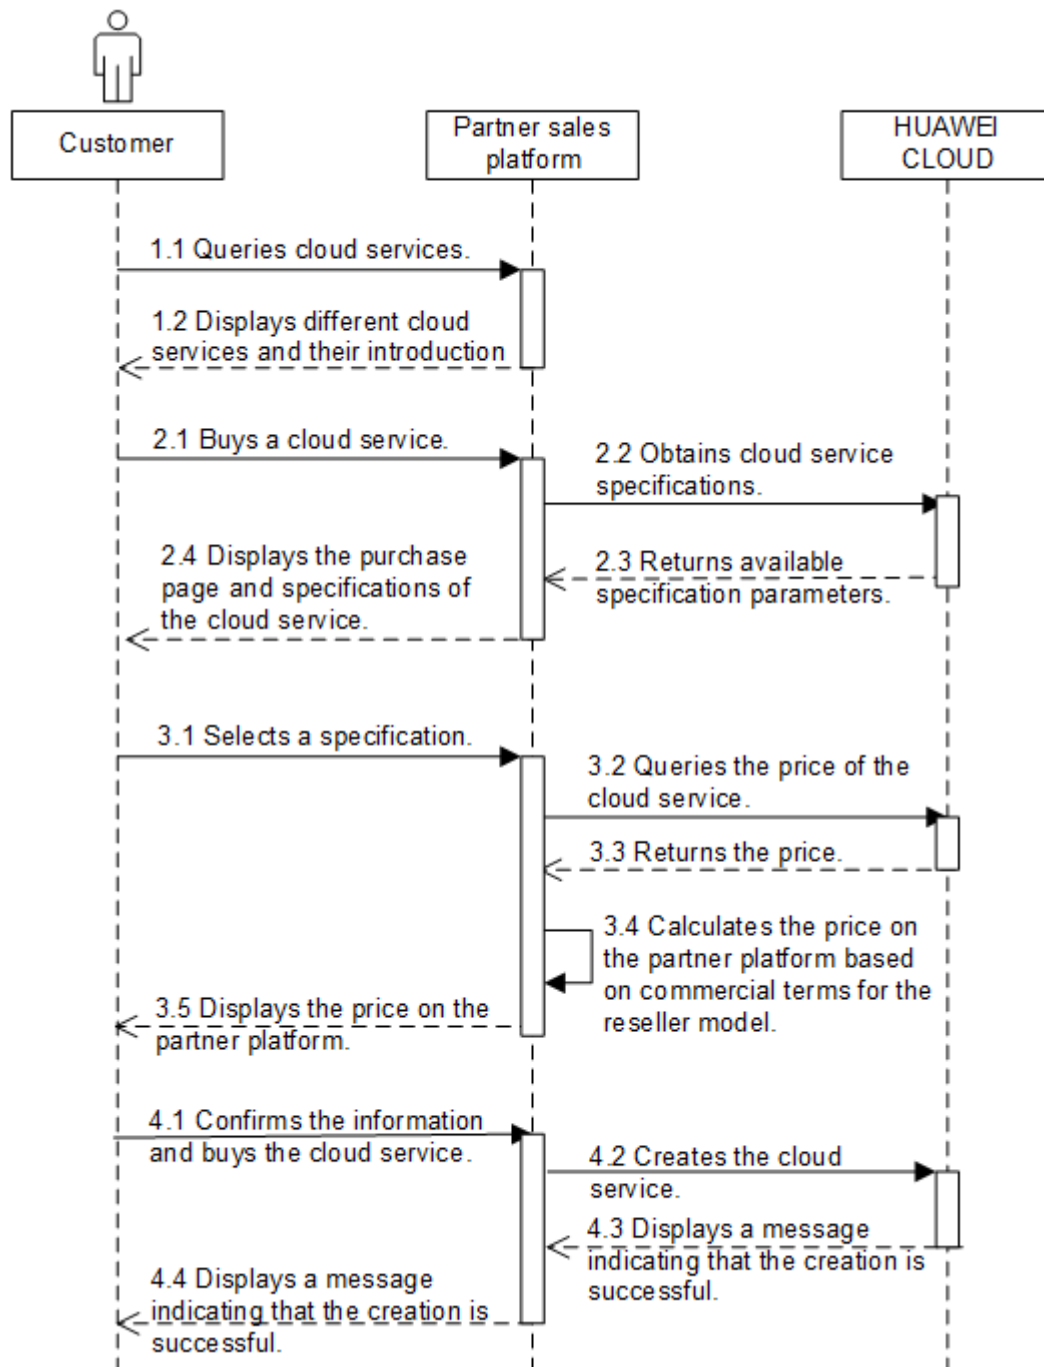 Customer
Partner sales
platform
HUAWEI
CLOUD
1.1 Queries cloud services.
1.2 Displays different cloud
services and their introduction
2.1 Buys a cloud service.
2.2 Obtains cloud service
specifications.
2.3 Returns available
specification parameters.
2.4 Displays the purchase
page and specifications of
the cloud service.
3.1 Selects a specification.
3.2 Queries the price of the
cloud service.
3.3 Returns the price.
3.4 Calculates the price on
the partner platform based
on commercial terms for the
reseller model.
3.5 Displays the price on the
partner platform.
4.1 Confirms the information
and buys the cloud service.
4.2 Creates the cloud
service.
4.3 Displays a message
indicating that the creation is
successful.
4.4 Displays a message
indicating that the creation is
successful.